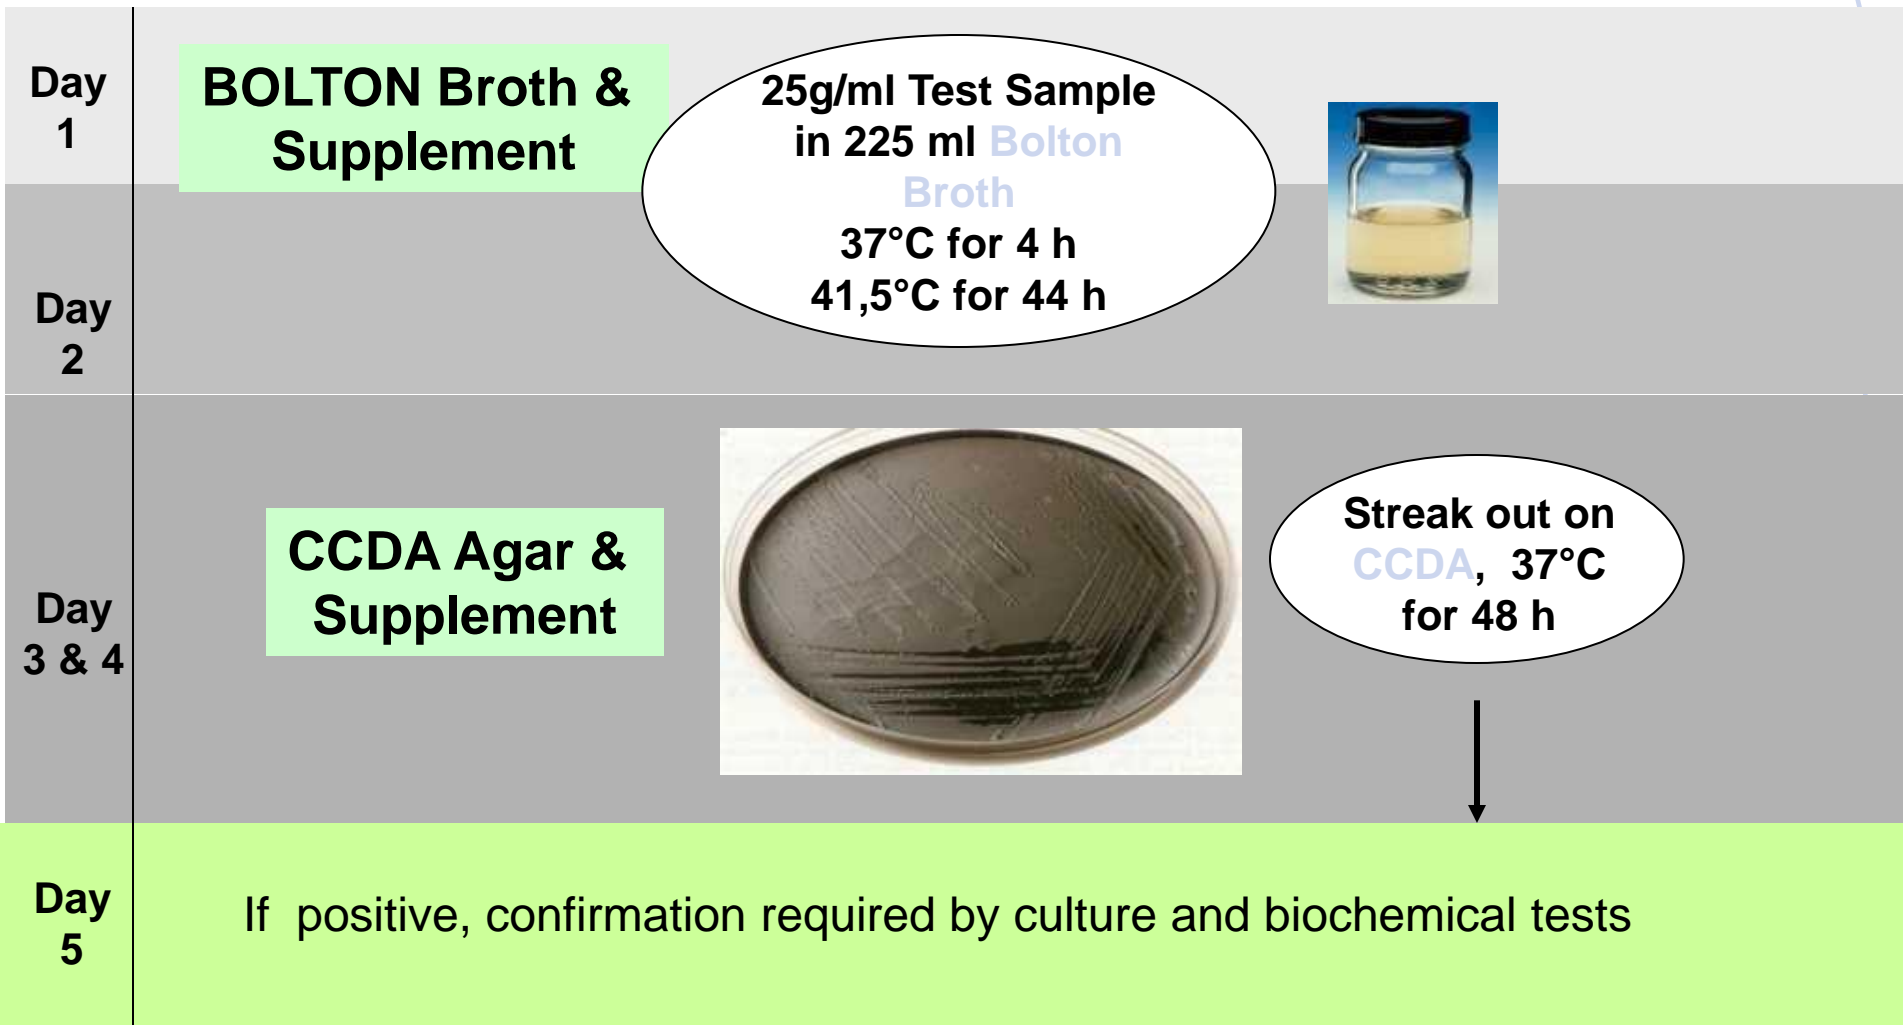 Day
1
BOLTON Broth &
Supplement
25g/ml Test Sample
in 225 ml Bolton
Broth
37°C for 4 h
41,5°C for 44 h
Day
2
CCDA Agar &
Supplement
Streak out on
CCDA, 37°C
for 48 h
Day
3 & 4
Day
5
If positive, confirmation required by culture and biochemical tests